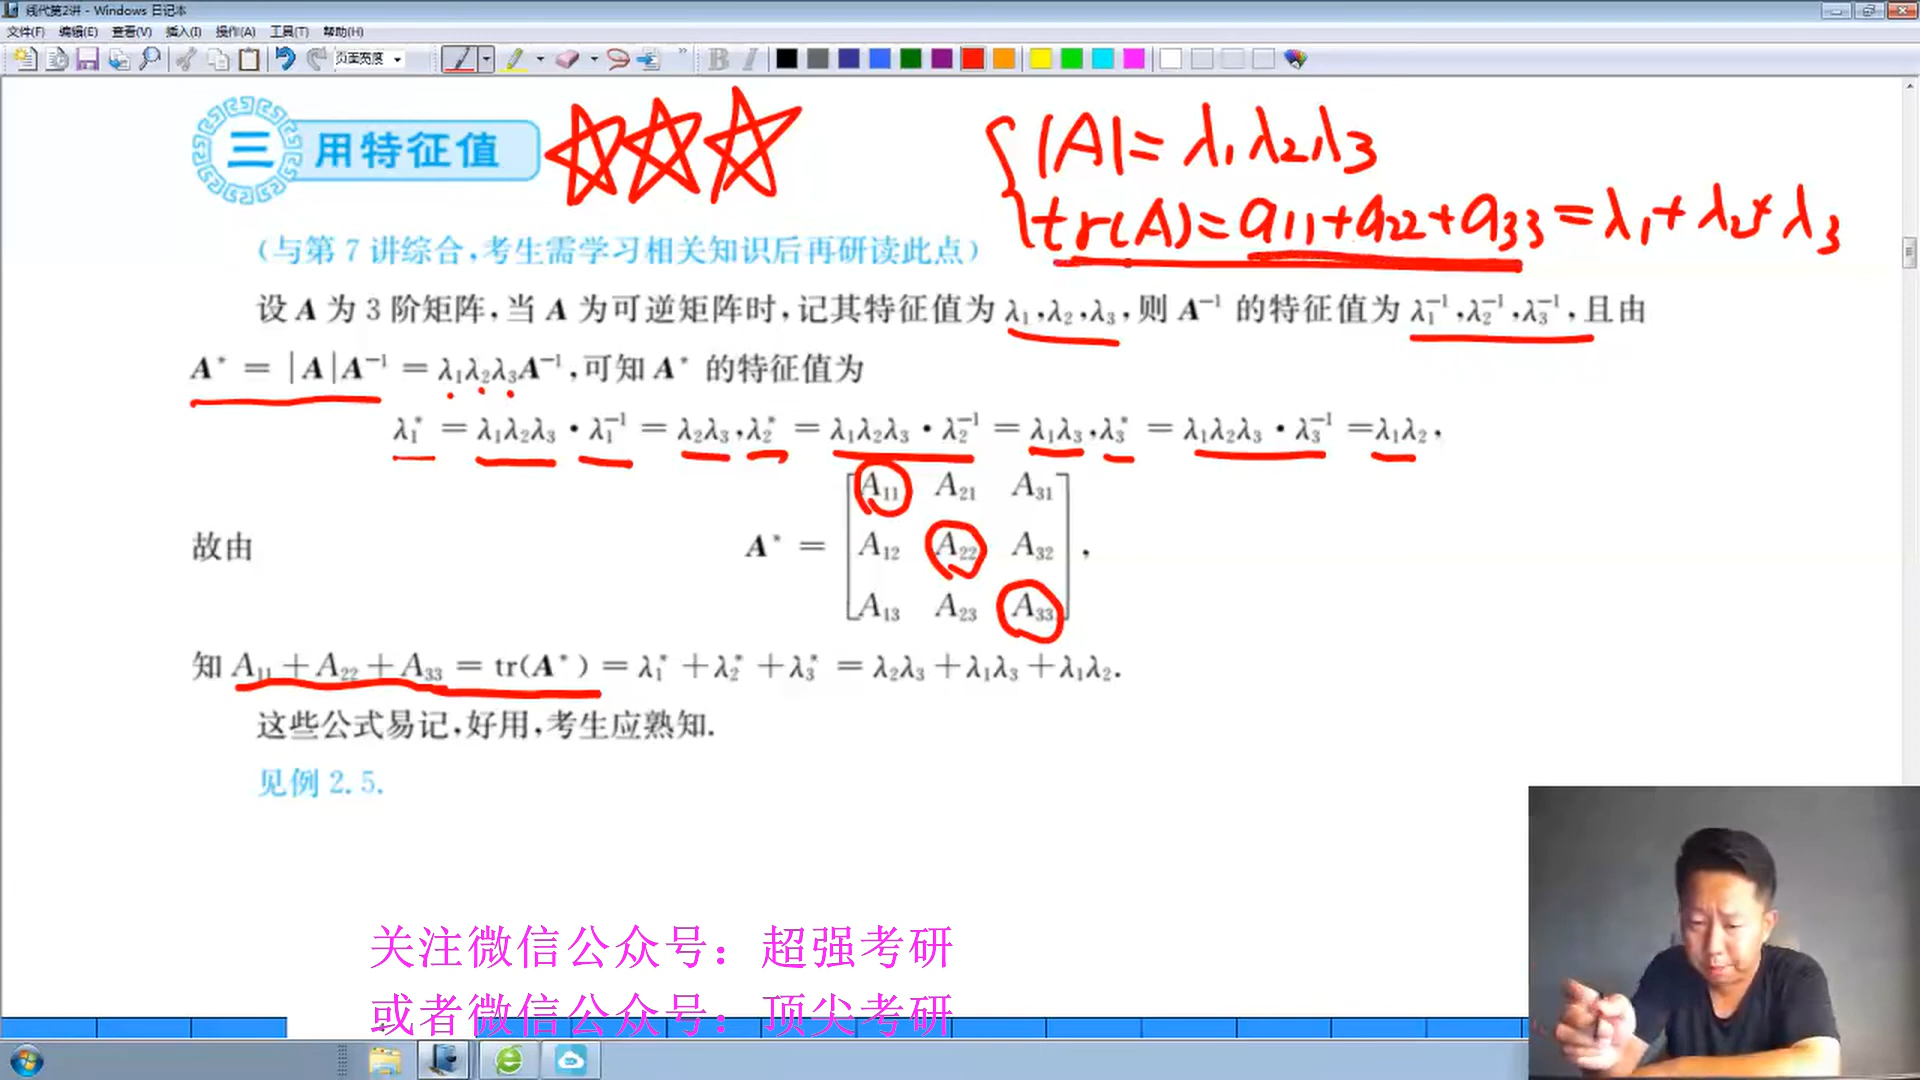 线代第2讲 - Windows 日记本
文件(F) 编辑(E) 查看(V) 插入(I) 操作(A) 工具(T) 帮助(H)
页面宽度
B I
三 用特征值
|A|=λ₁λ₂λ₃
tr(A)=a₁₁+a₂₂+a₃₃=λ₁+λ₂+λ₃
(与第 7 讲综合,考生需学习相关知识后再研读此点)
设 A 为 3 阶矩阵,当 A 为可逆矩阵时,记其特征值为 λ₁,λ₂,λ₃,则 A⁻¹ 的特征值为 λ₁⁻¹,λ₂⁻¹,λ₃⁻¹,且由
A* = |A|A⁻¹ = λ₁λ₂λ₃A⁻¹,可知 A* 的特征值为
λ₁* = λ₁λ₂λ₃ · λ₁⁻¹ = λ₂λ₃,λ₂* = λ₁λ₂λ₃ · λ₂⁻¹ = λ₁λ₃,λ₃* = λ₁λ₂λ₃ · λ₃⁻¹ = λ₁λ₂,
A₁₁ A₂₁ A₃₁
故由 A* = A₁₂ A₂₂ A₃₂ ,
A₁₃ A₂₃ A₃₃
知 A₁₁ + A₂₂ + A₃₃ = tr(A*) = λ₁* + λ₂* + λ₃* = λ₂λ₃ + λ₁λ₃ + λ₁λ₂.
这些公式易记,好用,考生应熟知.
见例 2.5.
关注微信公众号：超强考研
或者微信公众号：顶尖考研